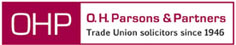 OHP
O.H. Parsons & Partners
Trade Union solicitors since 1946